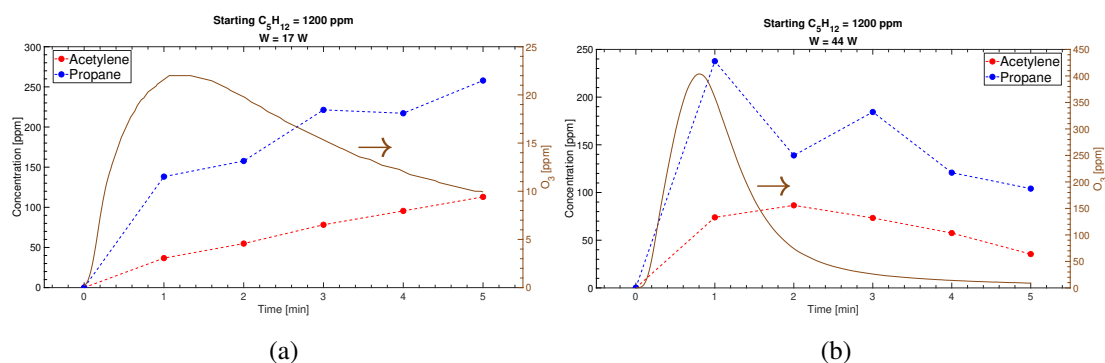 Starting C5H12 = 1200 ppm
W = 17 W
Acetylene
Propane
Concentration [ppm]
300
250
200
150
100
50
0
25
20
15
10
5
0
O3 [ppm]
0 1 2 3 4 5
Time [min]
(a)
Starting C5H12 = 1200 ppm
W = 44 W
Acetylene
Propane
Concentration [ppm]
250
200
150
100
50
0
450
400
350
300
250
200
150
100
50
0
O3 [ppm]
0 1 2 3 4 5
Time [min]
(b)